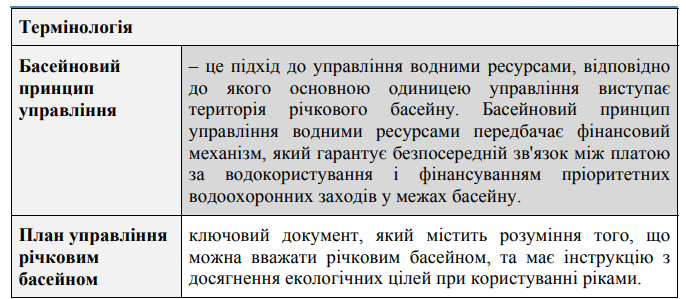 Термінологія
Басейновий
принцип
управління
– це підхід до управління водними ресурсами, відповідно
до якого основною одиницею управління виступає
територія річкового басейну. Басейновий принцип
управління водними ресурсами передбачає фінансовий
механізм, який гарантує безпосередній зв'язок між платою
за водокористування і фінансуванням пріоритетних
водоохоронних заходів у межах басейну.
План управління
річковим
басейном
ключовий документ, який містить розуміння того, що
можна вважати річковим басейном, та має інструкцію з
досягнення екологічних цілей при користуванні ріками.